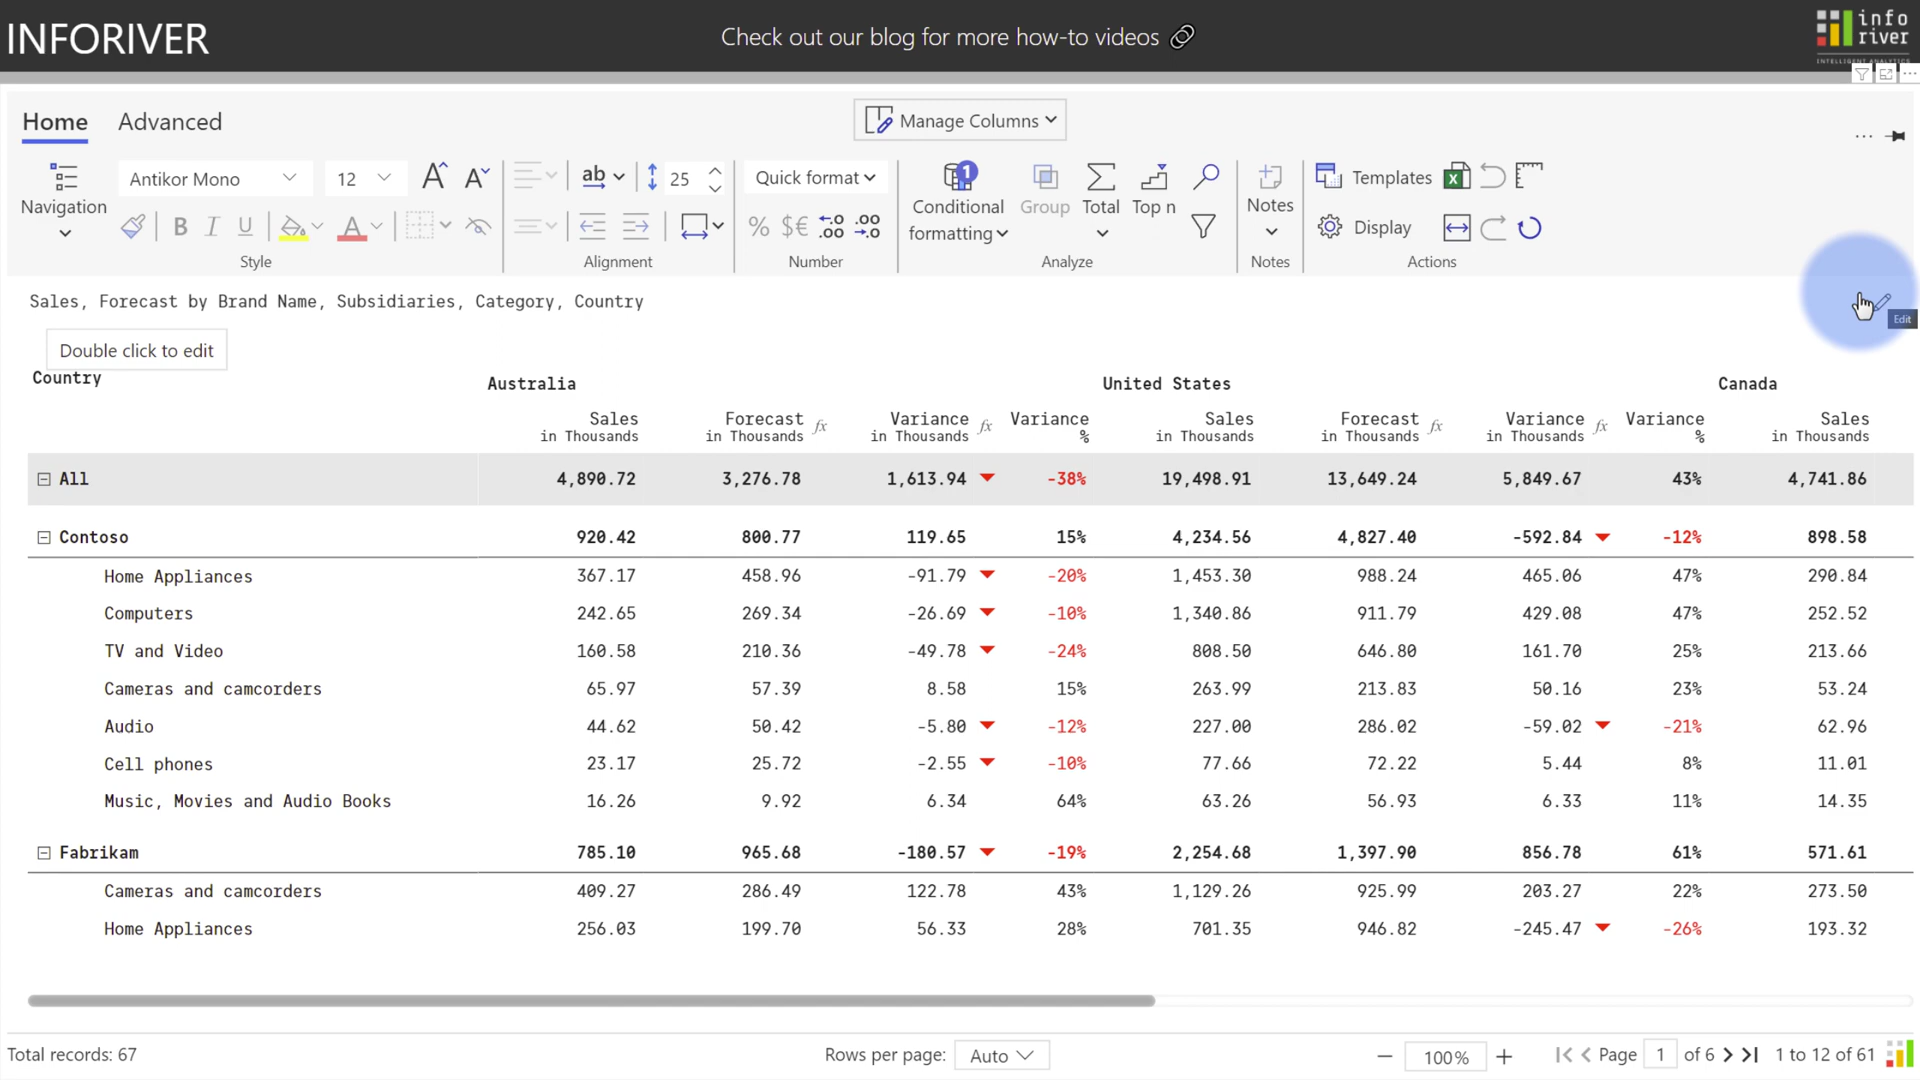 INFORIVER
Check out our blog for more how-to videos
info
river
INTELLIGENT ANALYTICS
Home Advanced
Manage Columns
Navigation
Antikor Mono 12
Style
ab 25
Alignment
Quick format
% $€ .00 .00
Number
1
Conditional
formatting
Group
Total
Top n
Analyze
Notes
Notes
Templates
Display
Actions
Sales, Forecast by Brand Name, Subsidiaries, Category, Country
Edit
Double click to edit
Country Australia United States Canada
Sales Forecast fx Variance fx Variance Sales Forecast fx Variance fx Variance Sales
in Thousands in Thousands in Thousands % in Thousands in Thousands in Thousands % in Thousands
All 4,890.72 3,276.78 1,613.94 -38% 19,498.91 13,649.24 5,849.67 43% 4,741.86
Contoso 920.42 800.77 119.65 15% 4,234.56 4,827.40 -592.84 -12% 898.58
Home Appliances 367.17 458.96 -91.79 -20% 1,453.30 988.24 465.06 47% 290.84
Computers 242.65 269.34 -26.69 -10% 1,340.86 911.79 429.08 47% 252.52
TV and Video 160.58 210.36 -49.78 -24% 808.50 646.80 161.70 25% 213.66
Cameras and camcorders 65.97 57.39 8.58 15% 263.99 213.83 50.16 23% 53.24
Audio 44.62 50.42 -5.80 -12% 227.00 286.02 -59.02 -21% 62.96
Cell phones 23.17 25.72 -2.55 -10% 77.66 72.22 5.44 8% 11.01
Music, Movies and Audio Books 16.26 9.92 6.34 64% 63.26 56.93 6.33 11% 14.35
Fabrikam 785.10 965.68 -180.57 -19% 2,254.68 1,397.90 856.78 61% 571.61
Cameras and camcorders 409.27 286.49 122.78 43% 1,129.26 925.99 203.27 22% 273.50
Home Appliances 256.03 199.70 56.33 28% 701.35 946.82 -245.47 -26% 193.32
Total records: 67 Rows per page: Auto 100% Page 1 of 6 1 to 12 of 61